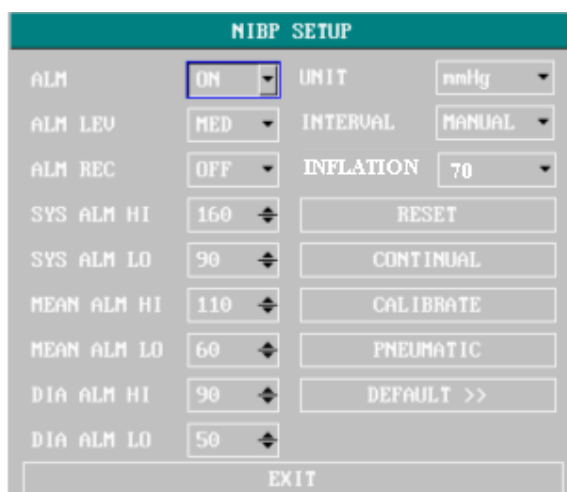 NIBP SETUP
ALM ON UNIT mmHg
ALM LEV MED INTERVAL MANUAL
ALM REC OFF INFLATION 70
SYS ALM HI 160 RESET
SYS ALM LO 90 CONTINUAL
MEAN ALM HI 110 CALIBRATE
MEAN ALM LO 60 PNEUMATIC
DIA ALM HI 90 DEFAULT >>
DIA ALM LO 50
EXIT